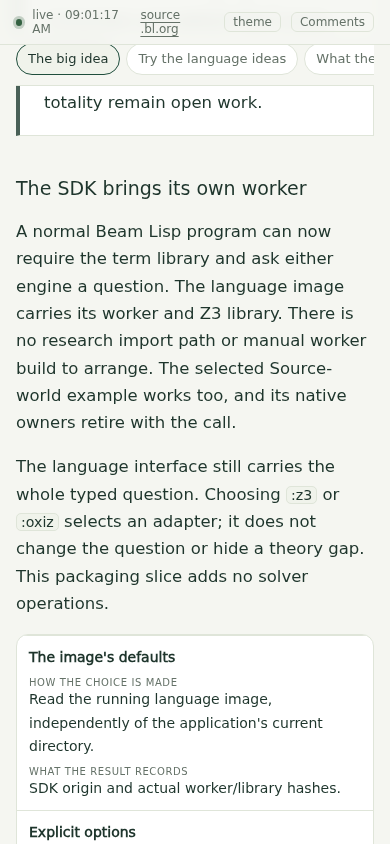 live · 09:01:17
AM
source
.bl.org
theme
Comments
The big idea
Try the language ideas
What the
totality remain open work.
The SDK brings its own worker
A normal Beam Lisp program can now
require the term library and ask either
engine a question. The language image
carries its worker and Z3 library. There is
no research import path or manual worker
build to arrange. The selected Source-
world example works too, and its native
owners retire with the call.
The language interface still carries the
whole typed question. Choosing :z3 or
:oxiz selects an adapter; it does not
change the question or hide a theory gap.
This packaging slice adds no solver
operations.
The image's defaults
HOW THE CHOICE IS MADE
Read the running language image,
independently of the application's current
directory.
WHAT THE RESULT RECORDS
SDK origin and actual worker/library hashes.
Explicit options